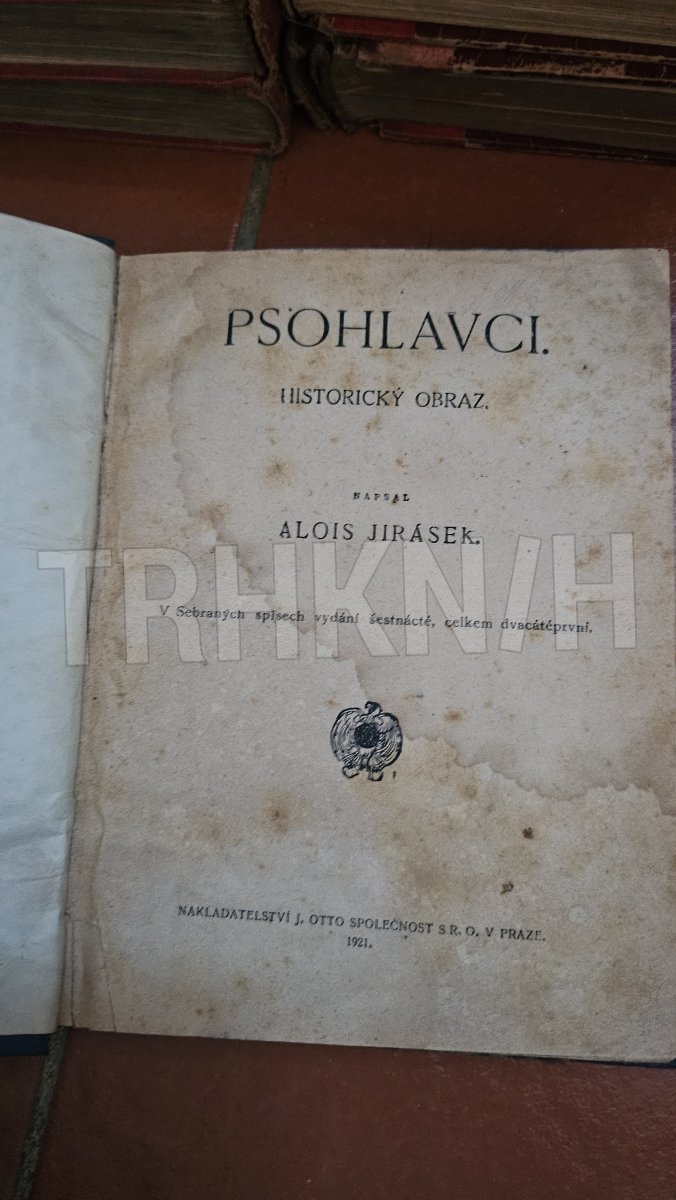 PSOHLAVCI.
HISTORICKÝ OBRAZ.
NAPSAL
ALOIS JIRÁSEK.
TRHKNIH
V Sebraných spisech vydání šestnácté, celkem dvacátéprvní.
NAKLADATELSTVÍ J. OTTO SPOLEČNOST S R. O. V PRAZE.
1921.